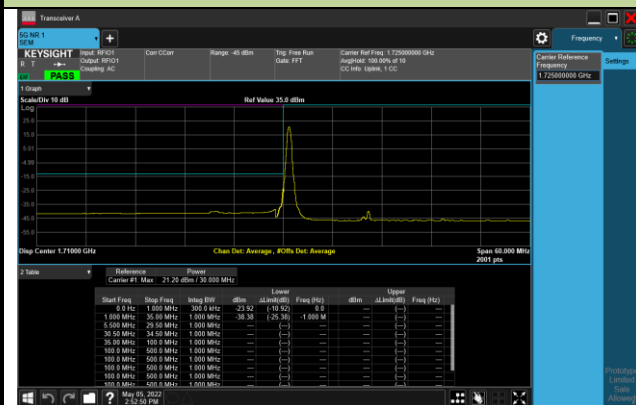 Transceiver A
5G NR 1
SEM
Frequency
KEYSIGHT
R T
PASS
Input: RFIO1
Output: RFIO1
Coupling: AC
Corr CCorr
Range: -45 dBm
Trig: Free Run
Gate: FFT
Carrier Ref Freq: 1.725000000 GHz
Avg|Hold: 100.00% of 10
CC Info: Uplink, 1 CC
Carrier Reference
Frequency
1.725000000 GHz
Settings
1 Graph
Scale/Div 10 dB
Ref Value 35.0 dBm
Log
25.0
15.0
5.01
-4.99
-15.0
-25.0
-35.0
-45.0
-55.0
Disp Center 1.71000 GHz
Chan Det: Average, #Offs Det: Average
Span 60.000 MHz
2001 pts
2 Table
Reference Power
Carrier #1 Max 21.20 dBm / 30.000 MHz
Lower Upper
Start Freq Stop Freq Integ BW dBm ΔLimit(dB) Freq (Hz) dBm ΔLimit(dB) Freq (Hz)
0.0 Hz 1.000 MHz 300.0 kHz -23.92 (-10.92) 0.0 --- (---) ---
1.000 MHz 35.00 MHz 1.000 MHz -38.38 (-25.38) -1.000 M --- (---) ---
5.500 MHz 29.50 MHz 1.000 MHz --- (---) --- --- (---) ---
30.50 MHz 34.50 MHz 1.000 MHz --- (---) --- --- (---) ---
35.00 MHz 100.0 MHz 1.000 MHz --- (---) --- --- (---) ---
100.0 MHz 500.0 MHz 1.000 MHz --- (---) --- --- (---) ---
100.0 MHz 500.0 MHz 1.000 MHz --- (---) --- --- (---) ---
100.0 MHz 500.0 MHz 1.000 MHz --- (---) --- --- (---) ---
100.0 MHz 500.0 MHz 1.000 MHz --- (---) --- --- (---) ---
Prototype
Limited
Sale
Allowed
?
May 05, 2022
2:52:50 PM